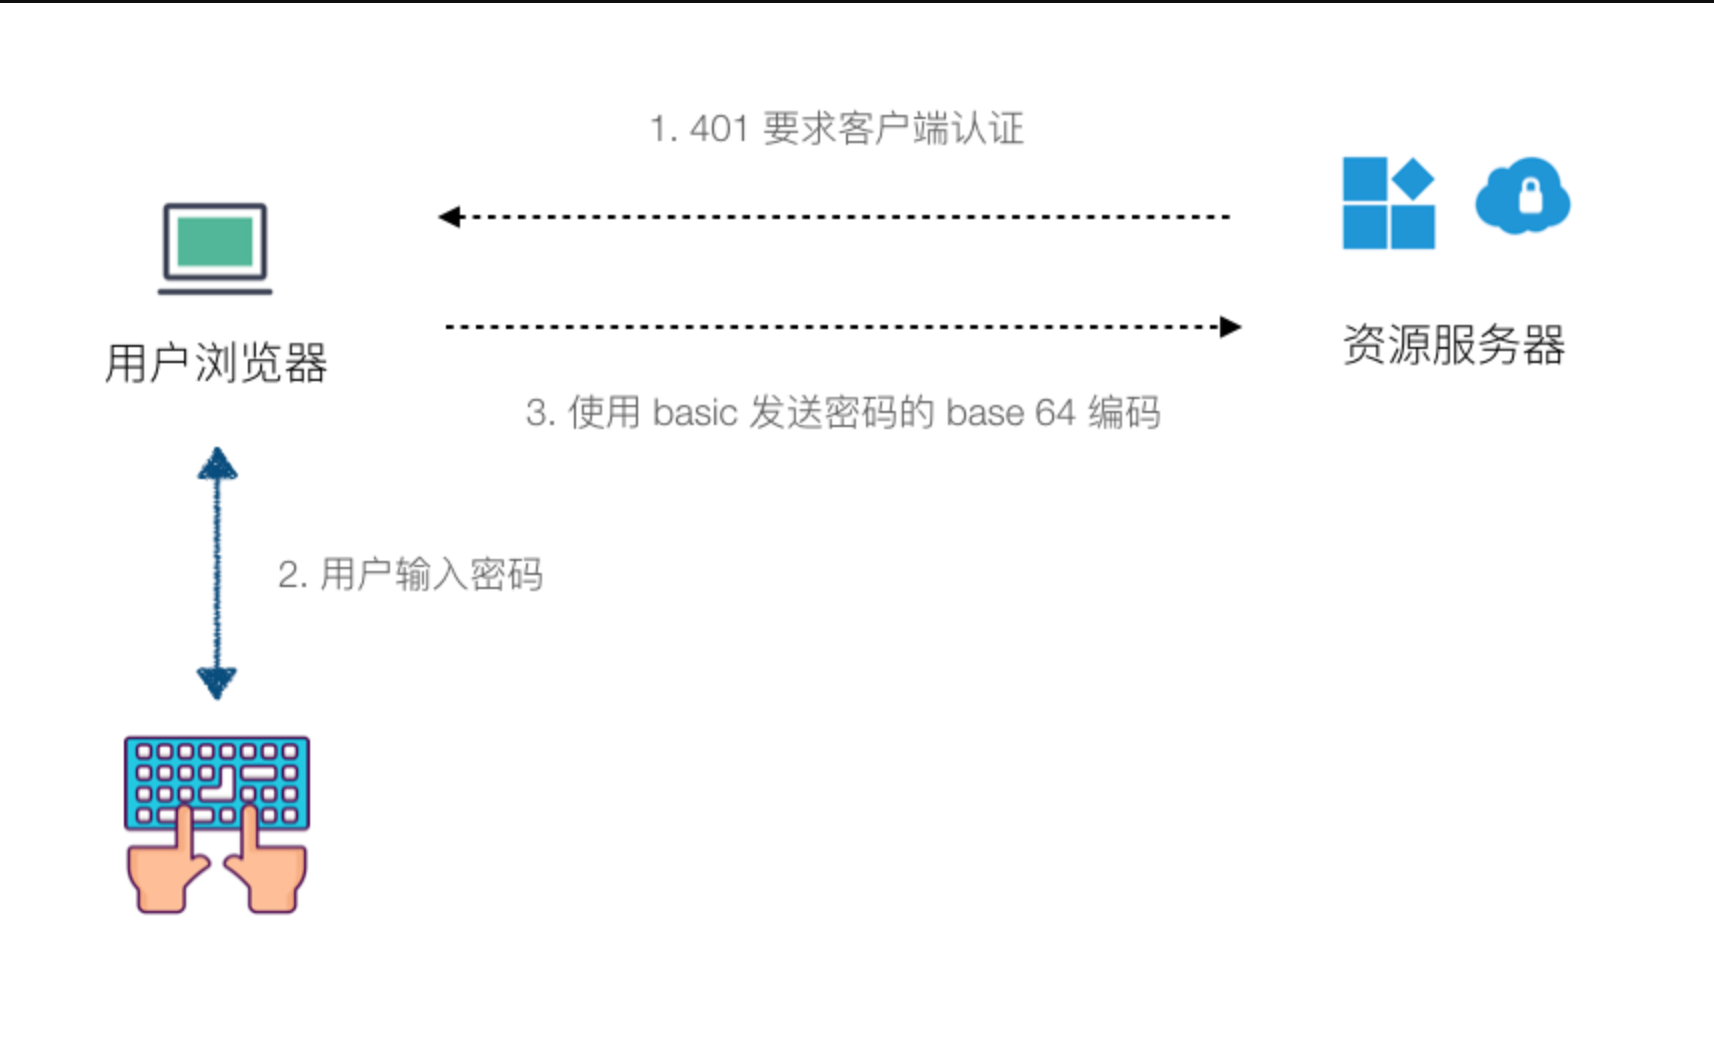 1. 401 要求客户端认证
用户浏览器
资源服务器
3. 使用 basic 发送密码的 base 64 编码
2. 用户输入密码